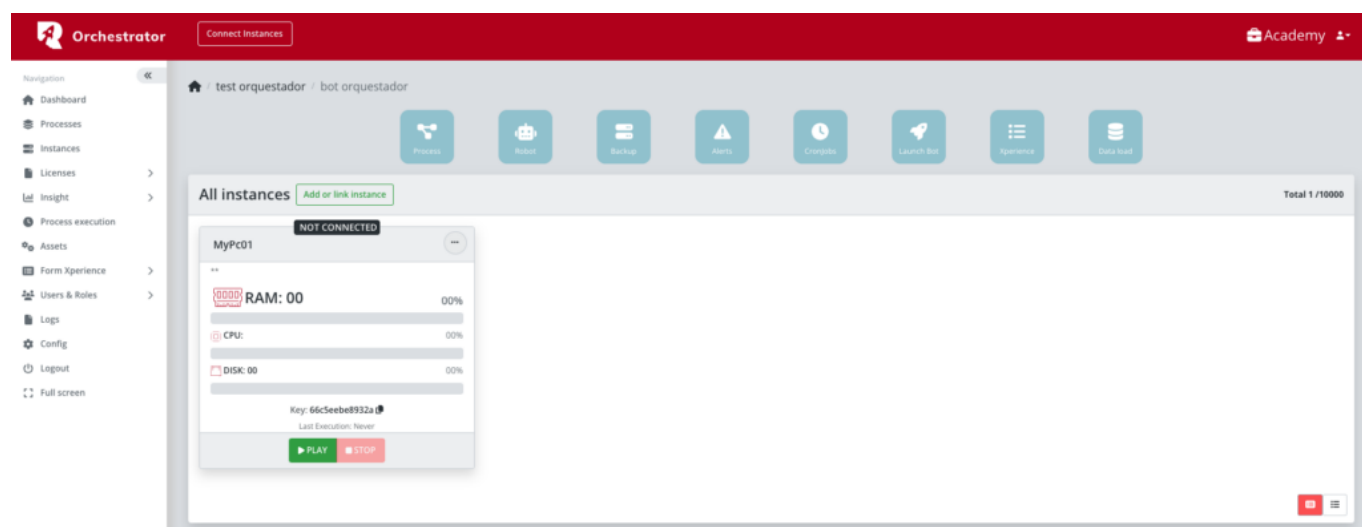 Orchestrator
Connect Instances
Academy
Navigation
Dashboard
Processes
Instances
Licenses
Insight
Process execution
Assets
Form Xperience
Users & Roles
Logs
Config
Logout
Full screen
/ test orquestador / bot orquestador
Process
Robot
Backup
Alerts
Cronjobs
Launch Bot
Xperience
Data load
All instances
Add or link instance
Total 1 /10000
NOT CONNECTED
MyPc01
**
RAM: 00
00%
CPU:
00%
DISK: 00
00%
Key: 66c5eebe8932a
Last Execution: Never
PLAY
STOP